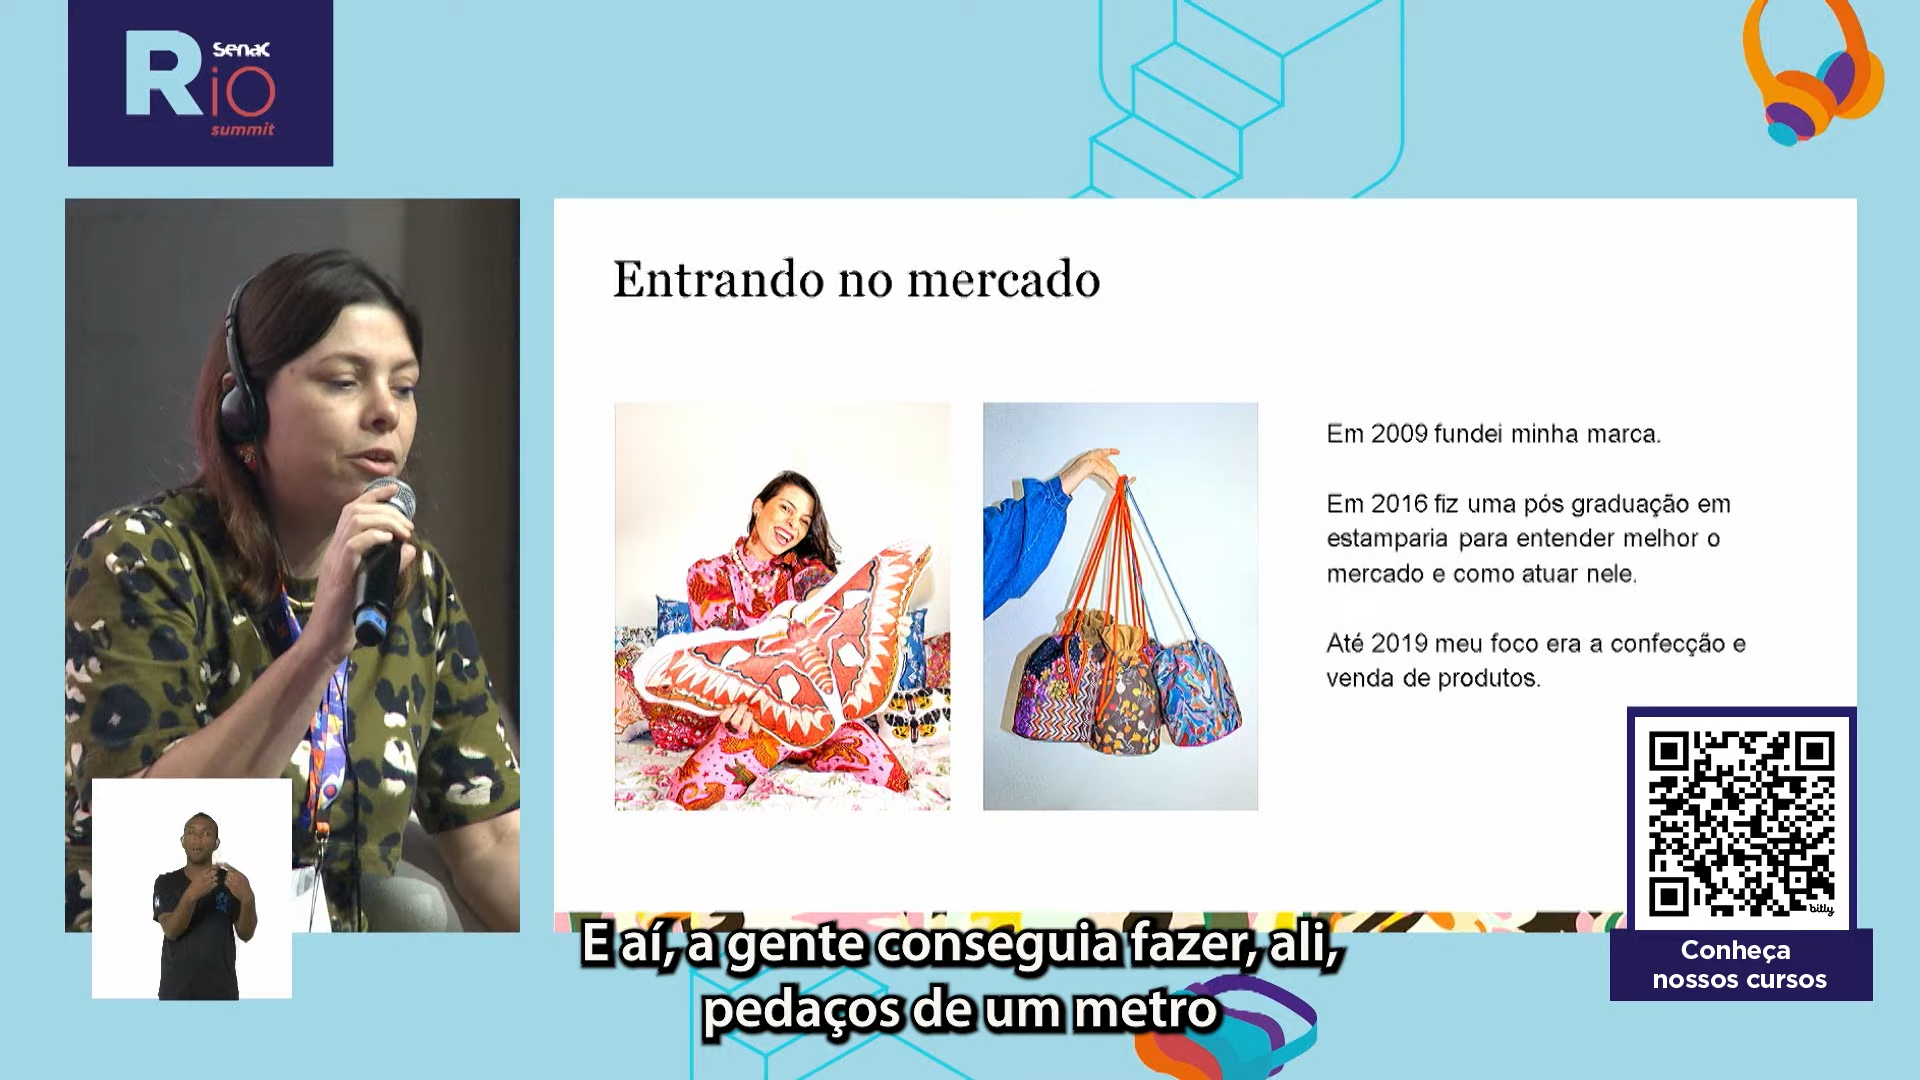 Senac
Rio
summit
Entrando no mercado
Em 2009 fundei minha marca.
Em 2016 fiz uma pós graduação em
estamparia para entender melhor o
mercado e como atuar nele.
Até 2019 meu foco era a confecção e
venda de produtos.
bitly
Conheça
nossos cursos
E aí, a gente conseguia fazer, ali,
pedaços de um metro